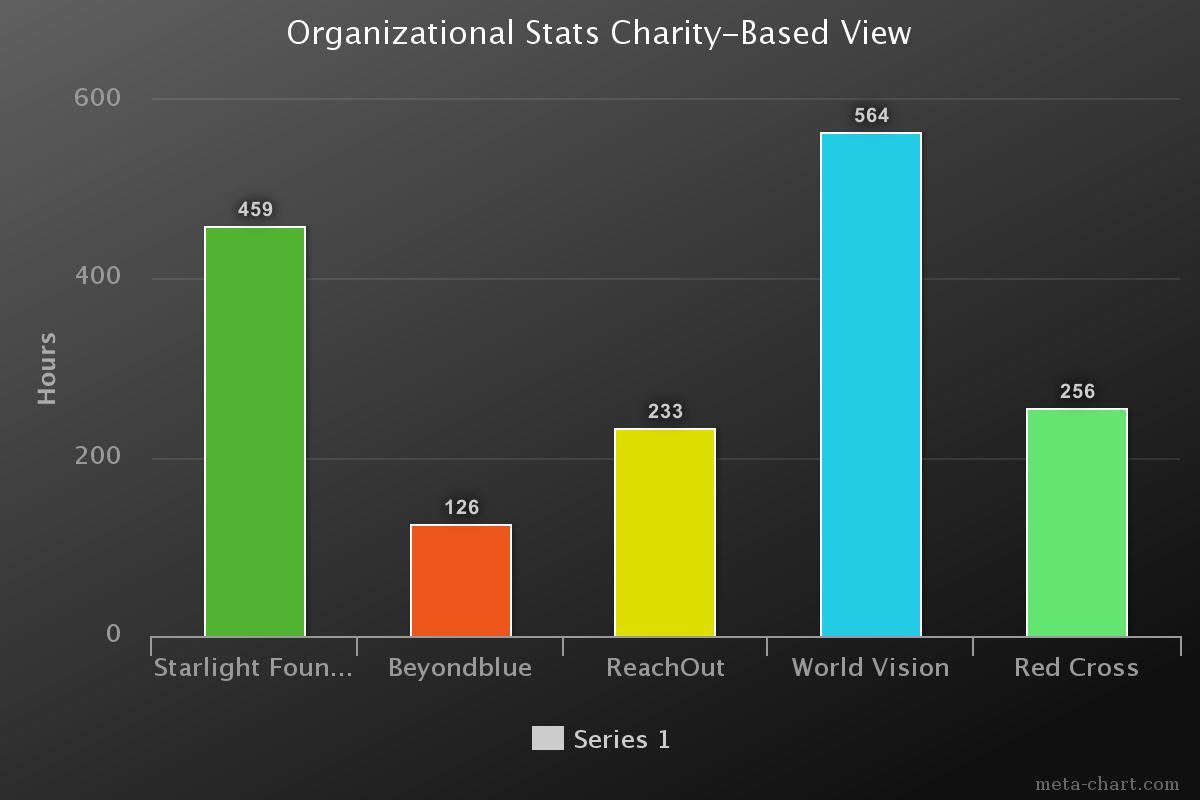 Organizational Stats Charity-Based View
600
400
200
0
Hours
459
126
233
564
256
Starlight Foun...
Beyondblue
ReachOut
World Vision
Red Cross
Series 1
meta-chart.com